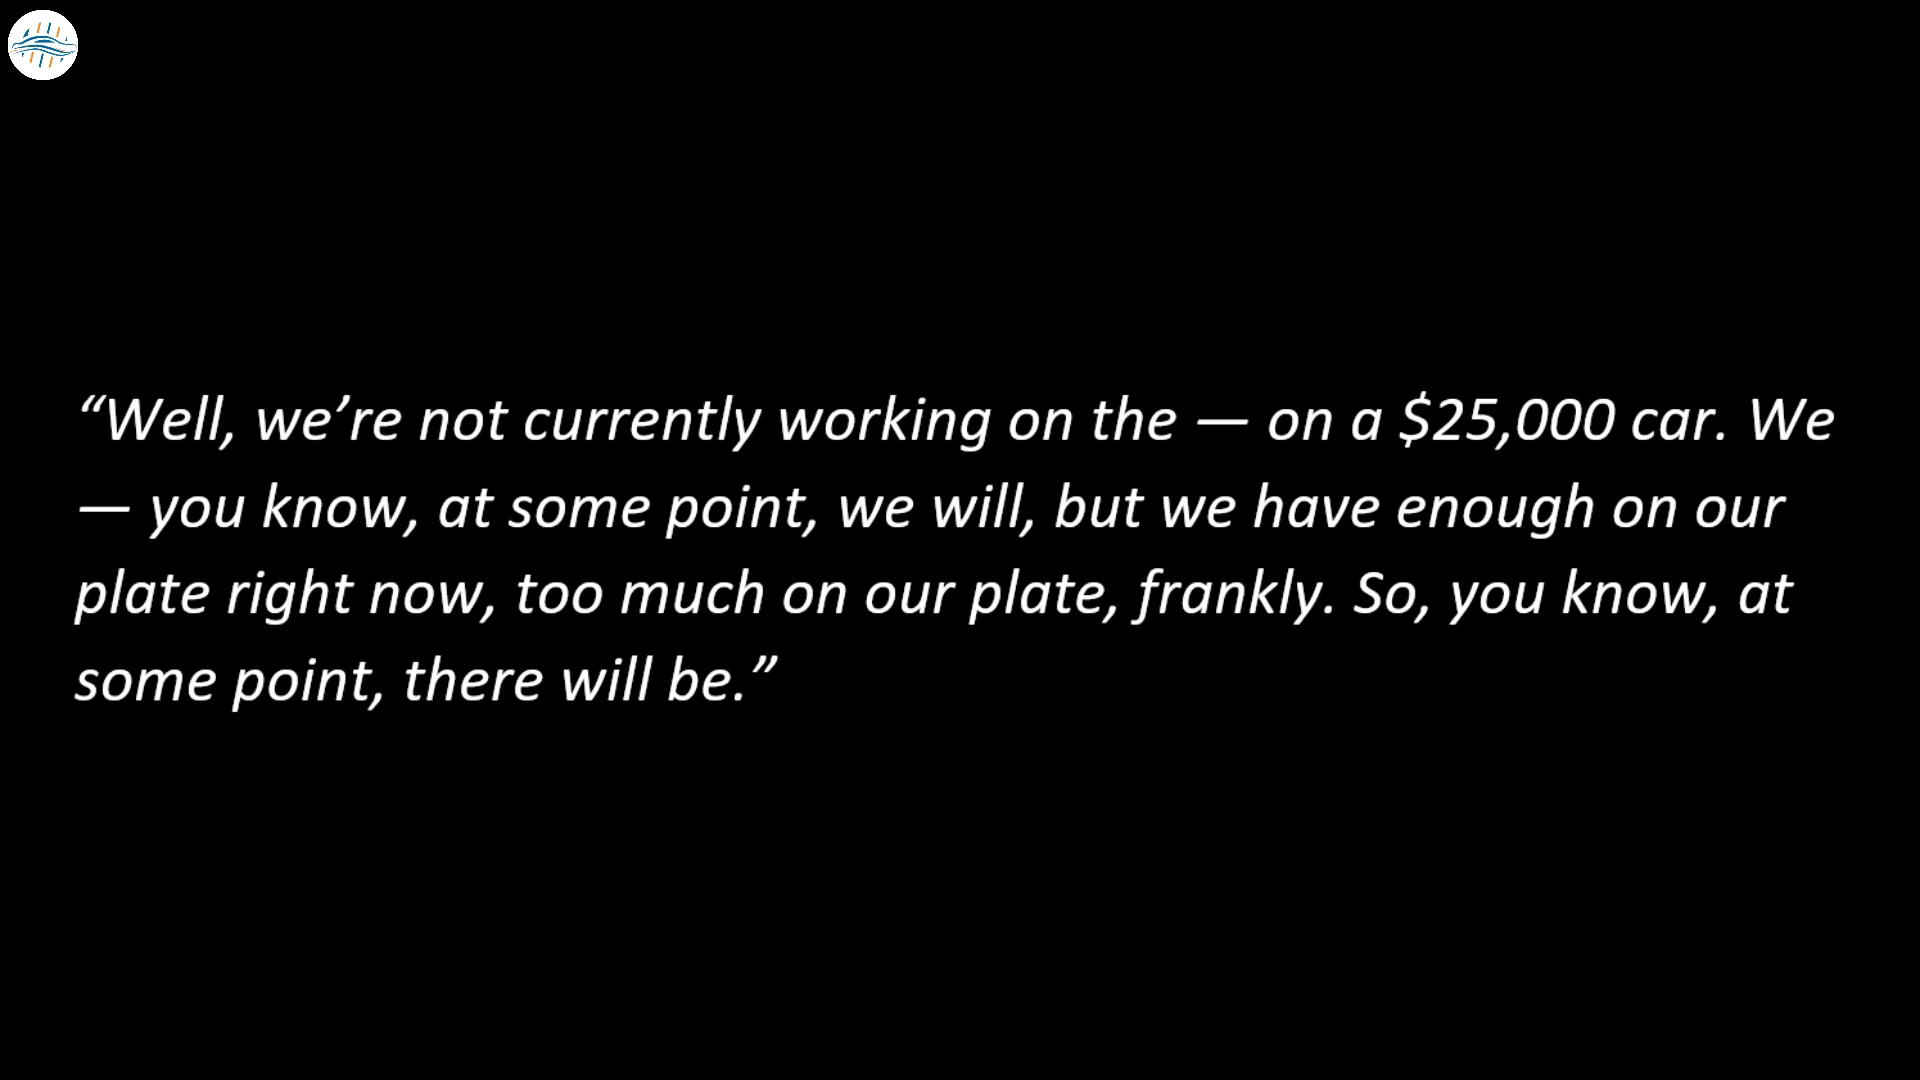 “Well, we’re not currently working on the — on a $25,000 car. We
— you know, at some point, we will, but we have enough on our
plate right now, too much on our plate, frankly. So, you know, at
some point, there will be.”